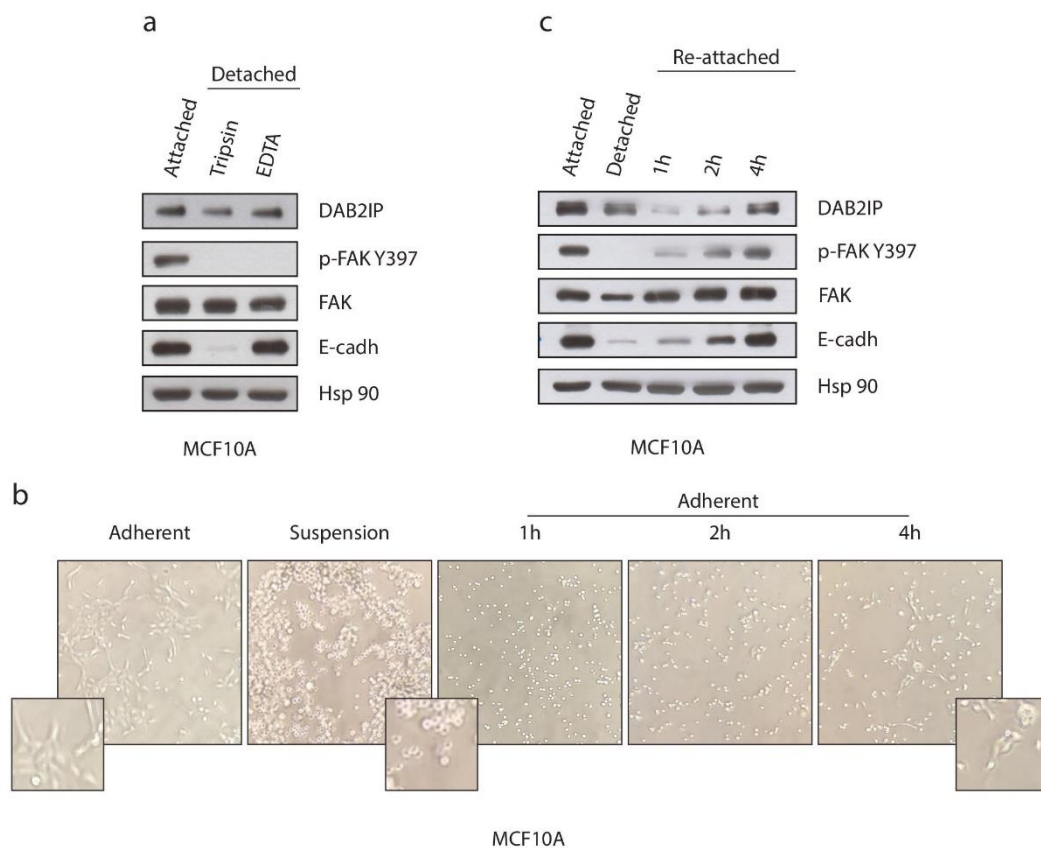 a
Detached
Attached
Tripsin
EDTA
DAB2IP
p-FAK Y397
FAK
E-cadh
Hsp 90
MCF10A
c
Re-attached
Attached
Detached
1h
2h
4h
DAB2IP
p-FAK Y397
FAK
E-cadh
Hsp 90
MCF10A
b
Adherent
Adherent
Suspension
1h
2h
4h
MCF10A